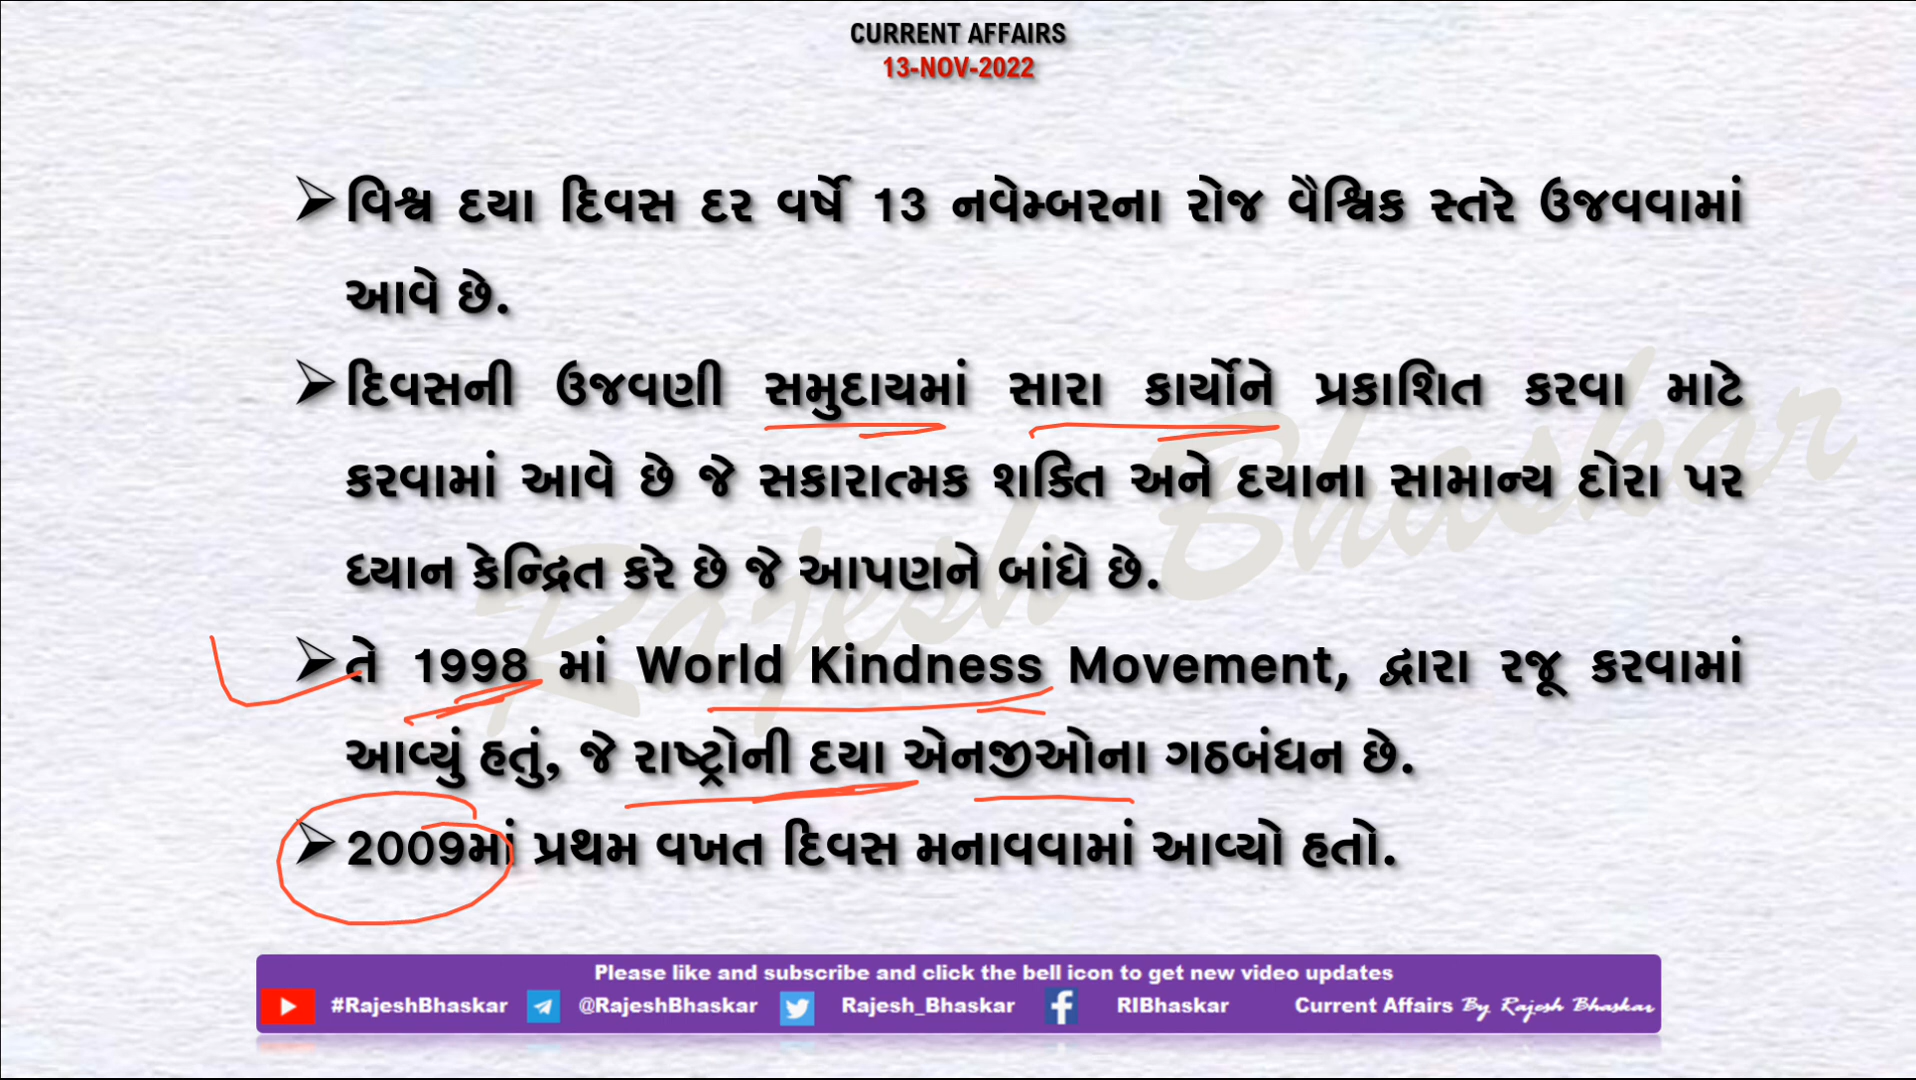 CURRENT AFFAIRS
13-NOV-2022
➢ વિશ્વ દયા દિવસ દર વર્ષે 13 નવેમ્બરના રોજ વૈશ્વિક સ્તરે ઉજવવામાં
આવે છે.
➢ દિવસની ઉજવણી સમુદાયમાં સારા કાર્યોને પ્રકાશિત કરવા માટે
કરવામાં આવે છે જે સકારાત્મક શક્તિ અને દયાના સામાન્ય દોરા પર
ધ્યાન કેન્દ્રિત કરે છે જે આપણને બાંધે છે.
➢ તે 1998 માં World Kindness Movement, દ્વારા રજૂ કરવામાં
આવ્યું હતું, જે રાષ્ટ્રોની દયા એનજીઓના ગઠબંધન છે.
➢ 2009માં પ્રથમ વખત દિવસ મનાવવામાં આવ્યો હતો.
Rajesh Bhaskar
Please like and subscribe and click the bell icon to get new video updates
#RajeshBhaskar @RajeshBhaskar Rajesh_Bhaskar RIBhaskar Current Affairs By Rajesh Bhaskar